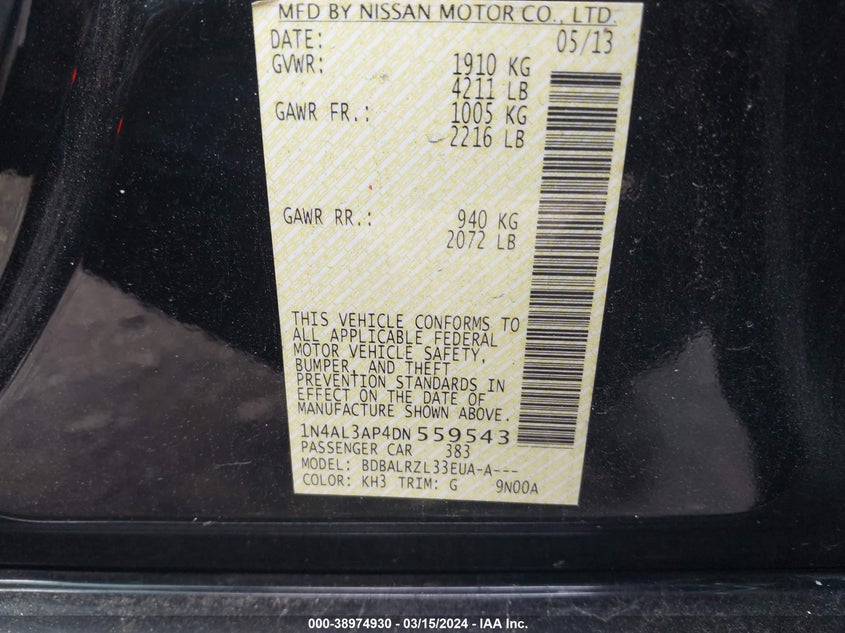 MFD BY NISSAN MOTOR CO., LTD.
DATE: 05/13
GVWR: 1910 KG
4211 LB
GAWR FR.: 1005 KG
2216 LB
GAWR RR.: 940 KG
2072 LB
THIS VEHICLE CONFORMS TO
ALL APPLICABLE FEDERAL
MOTOR VEHICLE SAFETY,
BUMPER, AND THEFT
PREVENTION STANDARDS IN
EFFECT ON THE DATE OF
MANUFACTURE SHOWN ABOVE.
1N4AL3AP4DN559543
PASSENGER CAR 383
MODEL: BDBALRZL33EUA-A---
COLOR: KH3 TRIM: G 9N00A
000-38974930 - 03/15/2024 - IAA Inc.